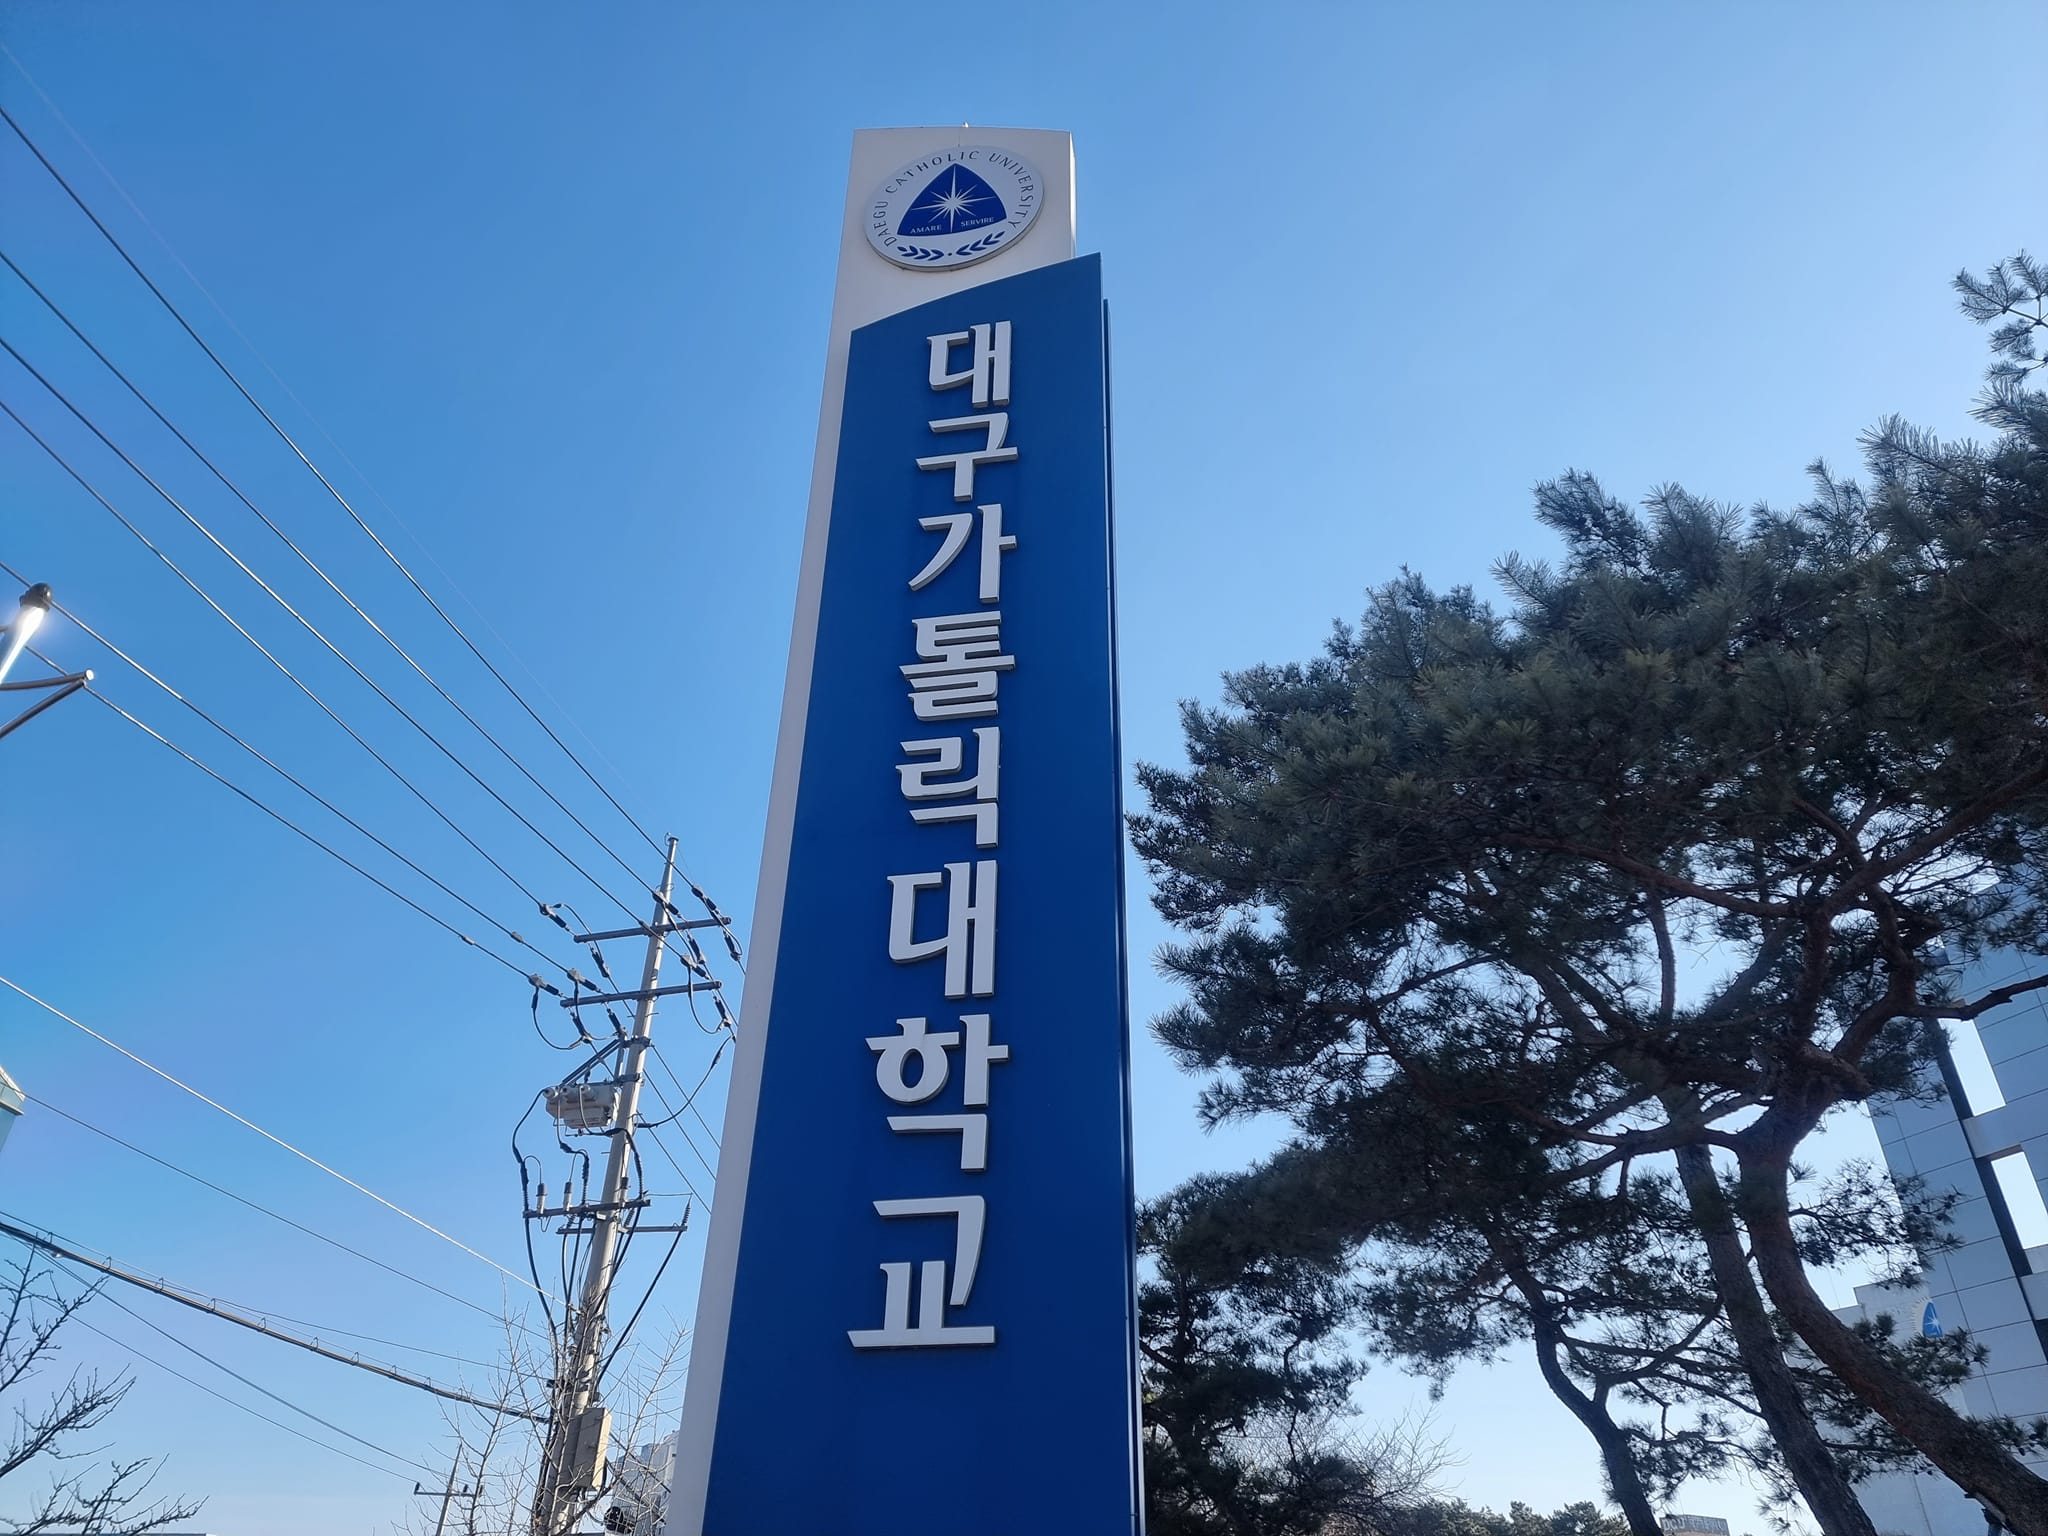 DAEGU CATHOLIC UNIVERSITY
AMARE SERVIRE
대구가톨릭대학교